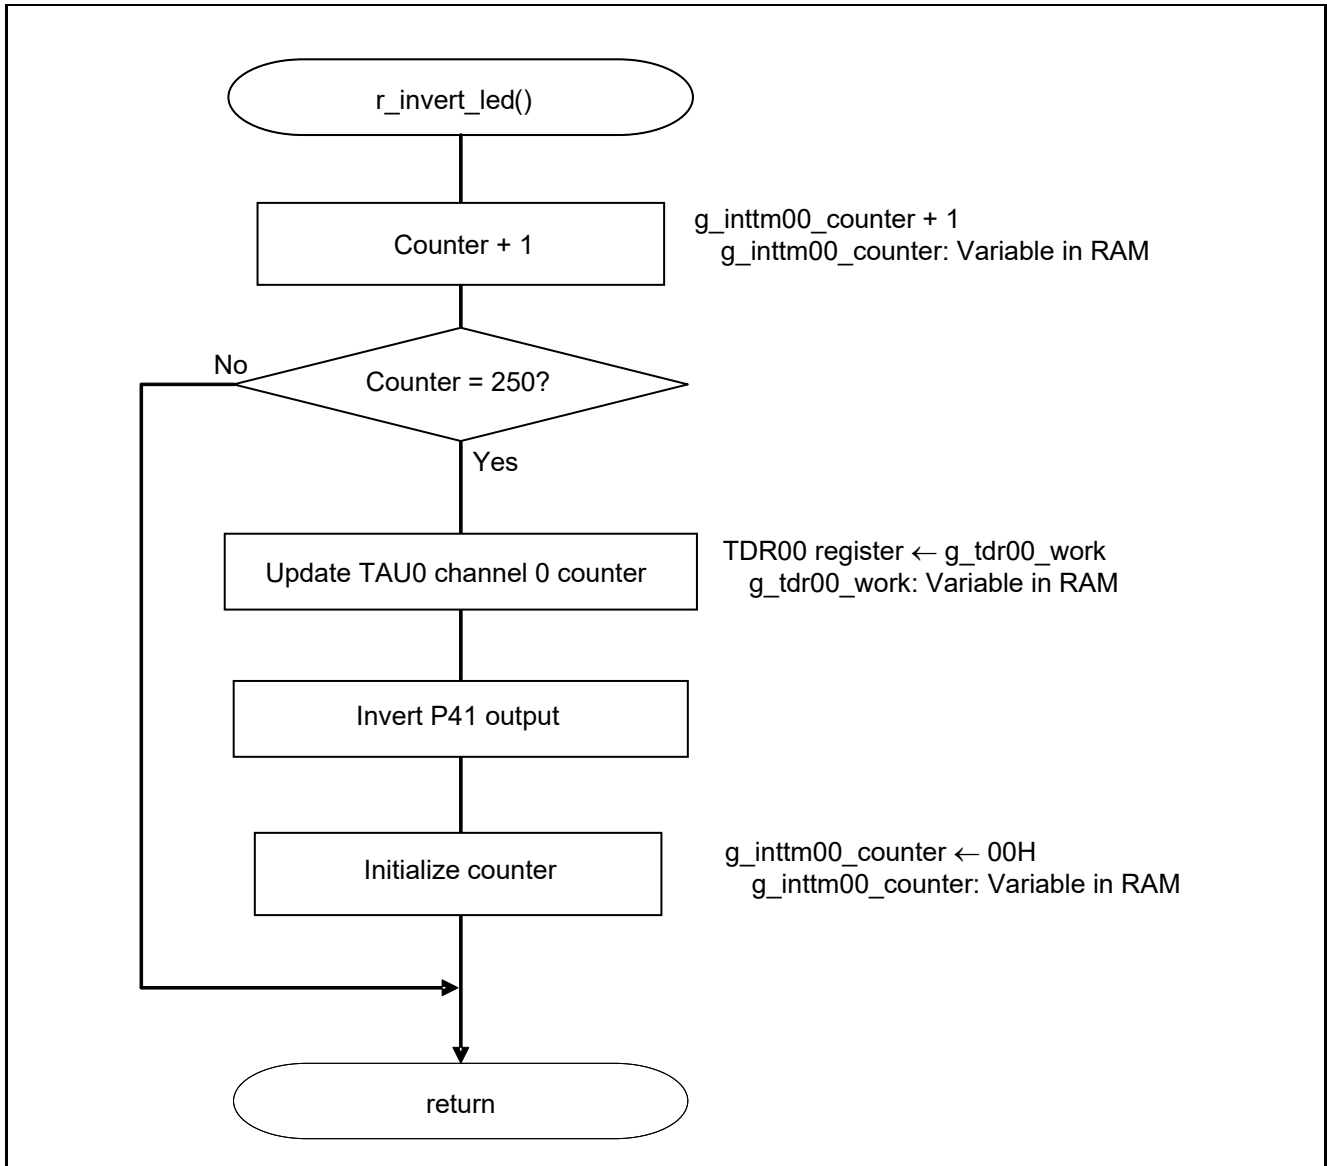 r_invert_led()
Counter + 1
g_inttm00_counter + 1
g_inttm00_counter: Variable in RAM
No
Counter = 250?
Yes
Update TAU0 channel 0 counter
TDR00 register ← g_tdr00_work
g_tdr00_work: Variable in RAM
Invert P41 output
Initialize counter
g_inttm00_counter ← 00H
g_inttm00_counter: Variable in RAM
return